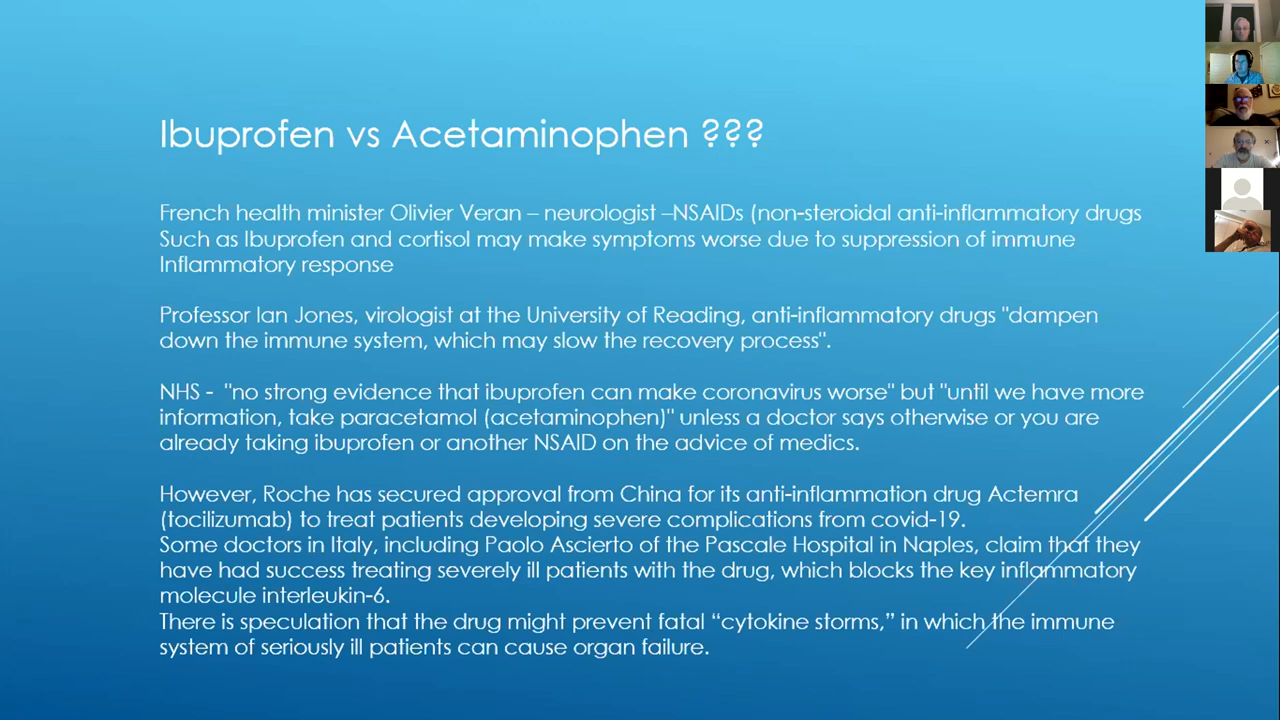 Ibuprofen vs Acetaminophen ???
French health minister Olivier Veran – neurologist –NSAIDs (non-steroidal anti-inflammatory drugs
Such as Ibuprofen and cortisol may make symptoms worse due to suppression of immune
Inflammatory response
Professor Ian Jones, virologist at the University of Reading, anti-inflammatory drugs "dampen
down the immune system, which may slow the recovery process".
NHS - "no strong evidence that ibuprofen can make coronavirus worse" but "until we have more
information, take paracetamol (acetaminophen)" unless a doctor says otherwise or you are
already taking ibuprofen or another NSAID on the advice of medics.
However, Roche has secured approval from China for its anti-inflammation drug Actemra
(tocilizumab) to treat patients developing severe complications from covid-19.
Some doctors in Italy, including Paolo Ascierto of the Pascale Hospital in Naples, claim that they
have had success treating severely ill patients with the drug, which blocks the key inflammatory
molecule interleukin-6.
There is speculation that the drug might prevent fatal “cytokine storms,” in which the immune
system of seriously ill patients can cause organ failure.